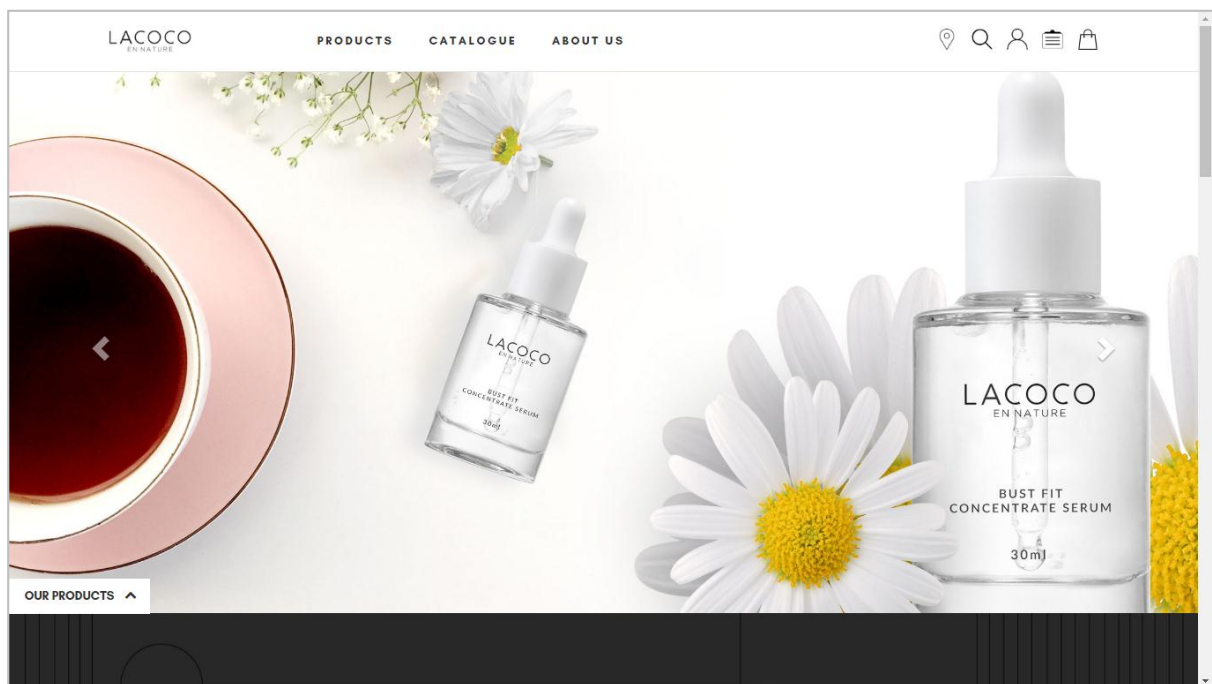 LACOCO
EN NATURE
PRODUCTS CATALOGUE ABOUT US
LACOCO
EN NATURE
BUST FIT
CONCENTRATE SERUM
30ml
LACOCO
EN NATURE
BUST FIT
CONCENTRATE SERUM
30ml
OUR PRODUCTS